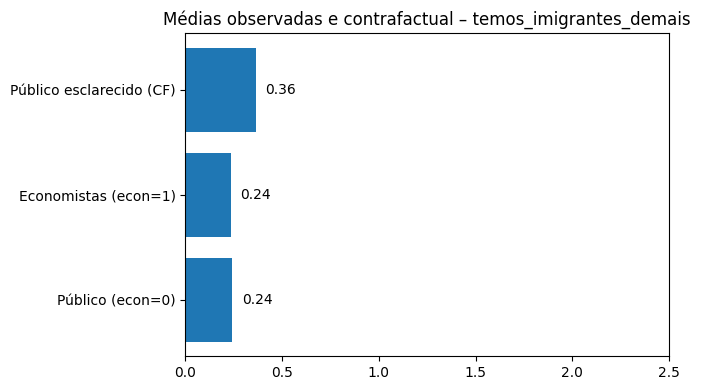 Médias observadas e contrafactual – temos_imigrantes_demais
Público esclarecido (CF)
0.36
Economistas (econ=1)
0.24
Público (econ=0)
0.24
0.0 0.5 1.0 1.5 2.0 2.5